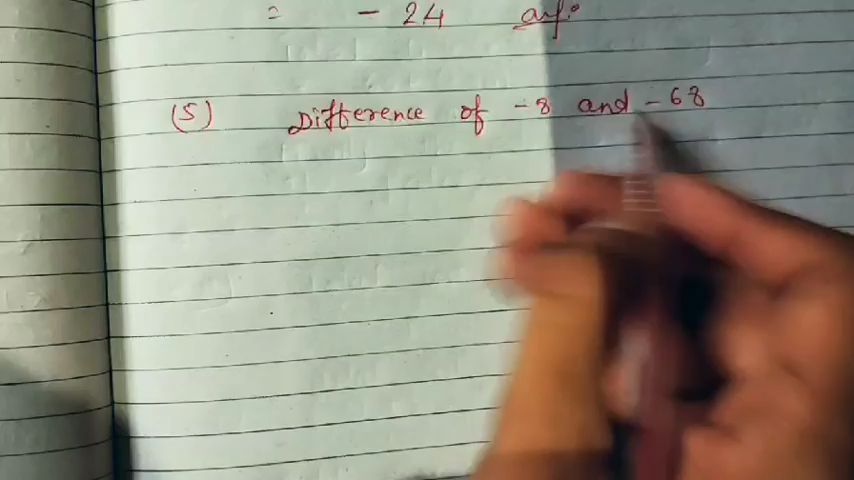 = - 24 Ans.
(5) Difference of -8 and -68